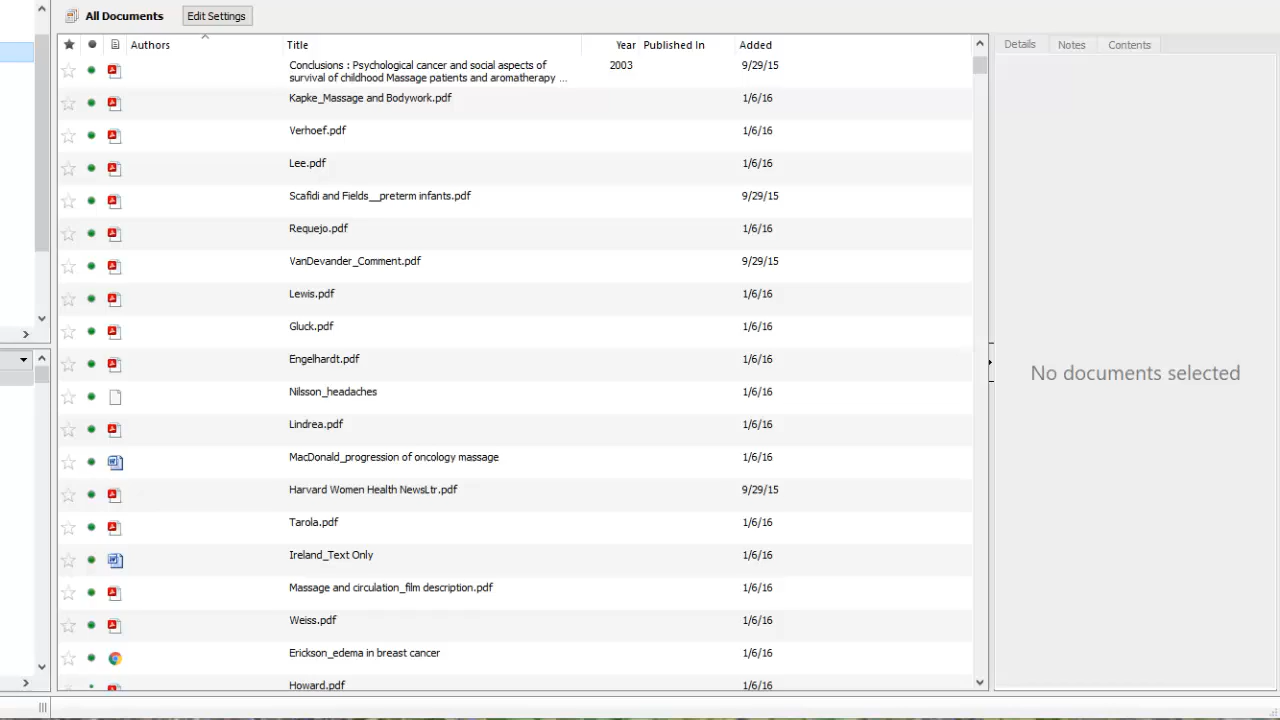 All Documents Edit Settings
Authors Title Year Published In Added
Details Notes Contents
Conclusions : Psychological cancer and social aspects of 2003 9/29/15
survival of childhood Massage patients and aromatherapy ...
Kapke_Massage and Bodywork.pdf 1/6/16
Verhoef.pdf 1/6/16
Lee.pdf 1/6/16
Scafidi and Fields__preterm infants.pdf 9/29/15
Requejo.pdf 1/6/16
VanDevander_Comment.pdf 9/29/15
Lewis.pdf 1/6/16
Gluck.pdf 1/6/16
Engelhardt.pdf 1/6/16
No documents selected
Nilsson_headaches 1/6/16
Lindrea.pdf 1/6/16
MacDonald_progression of oncology massage 1/6/16
Harvard Women Health NewsLtr.pdf 9/29/15
Tarola.pdf 1/6/16
Ireland_Text Only 1/6/16
Massage and circulation_film description.pdf 1/6/16
Weiss.pdf 1/6/16
Erickson_edema in breast cancer 1/6/16
Howard.pdf 1/6/16